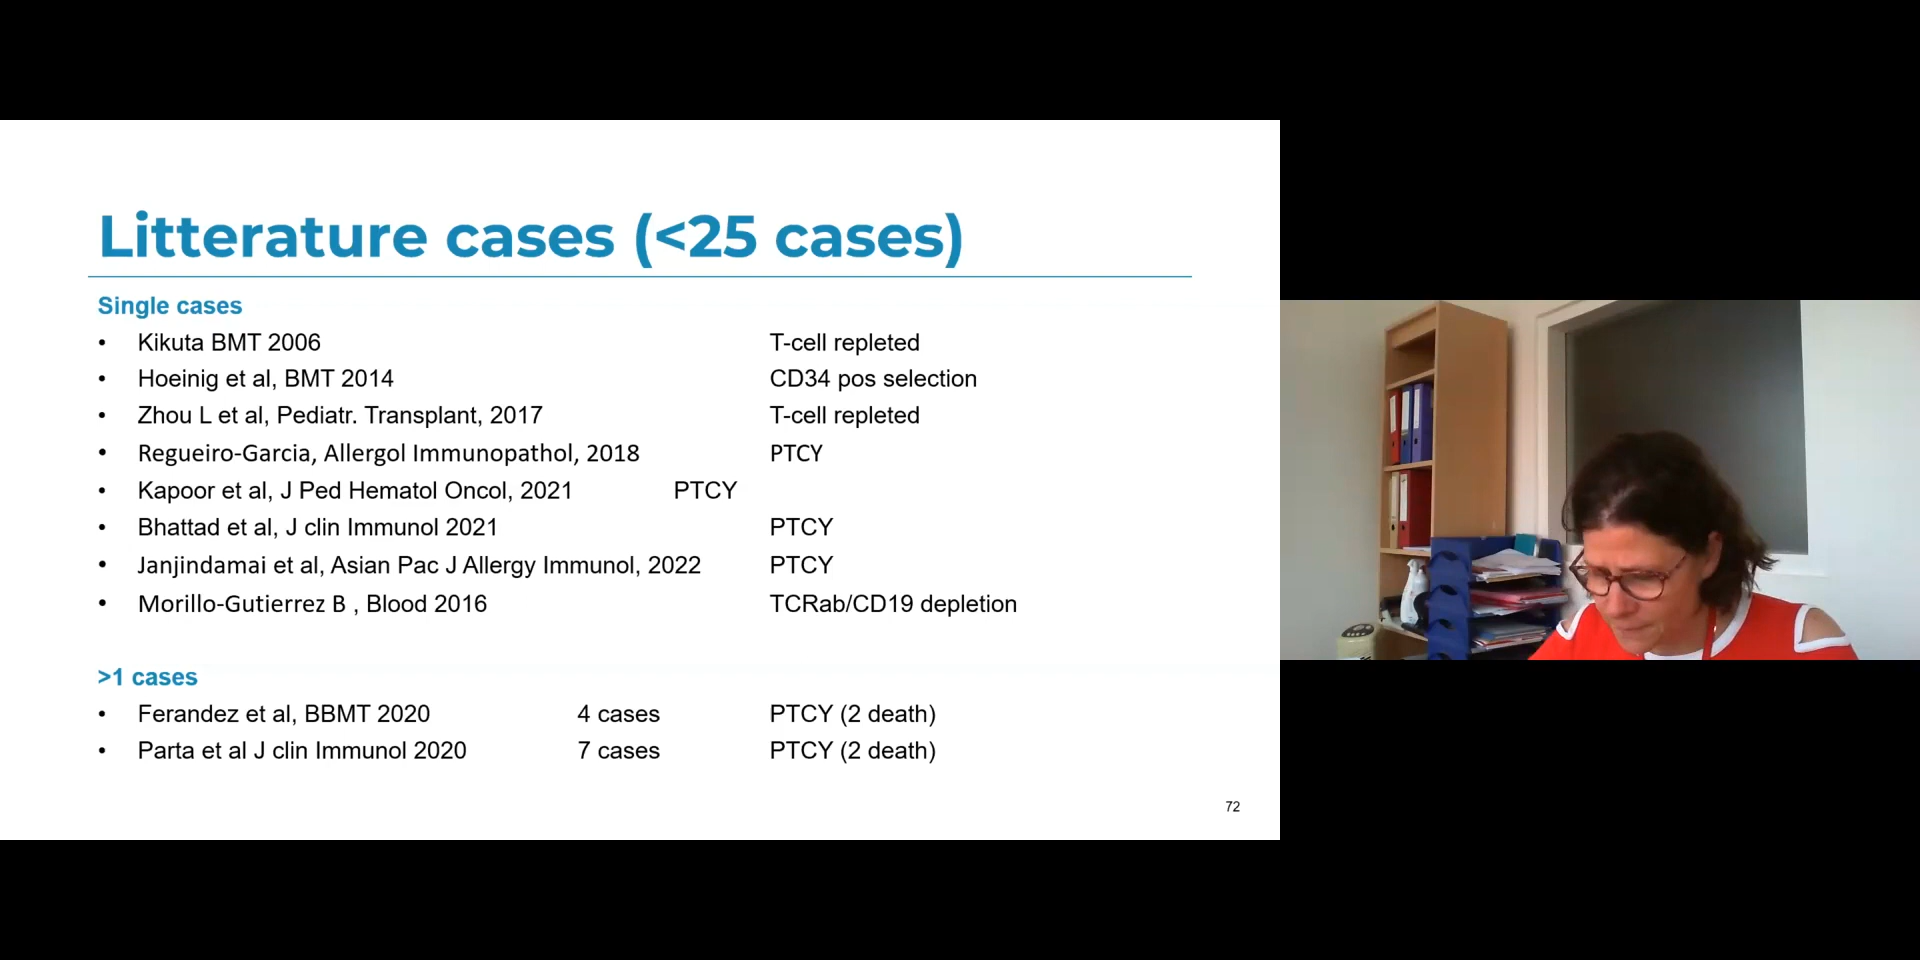 Litterature cases (<25 cases)
Single cases
• Kikuta BMT 2006 T-cell repleted
• Hoeinig et al, BMT 2014 CD34 pos selection
• Zhou L et al, Pediatr. Transplant, 2017 T-cell repleted
• Regueiro-Garcia, Allergol Immunopathol, 2018 PTCY
• Kapoor et al, J Ped Hematol Oncol, 2021 PTCY
• Bhattad et al, J clin Immunol 2021 PTCY
• Janjindamai et al, Asian Pac J Allergy Immunol, 2022 PTCY
• Morillo-Gutierrez B , Blood 2016 TCRab/CD19 depletion
>1 cases
• Ferandez et al, BBMT 2020 4 cases PTCY (2 death)
• Parta et al J clin Immunol 2020 7 cases PTCY (2 death)
72